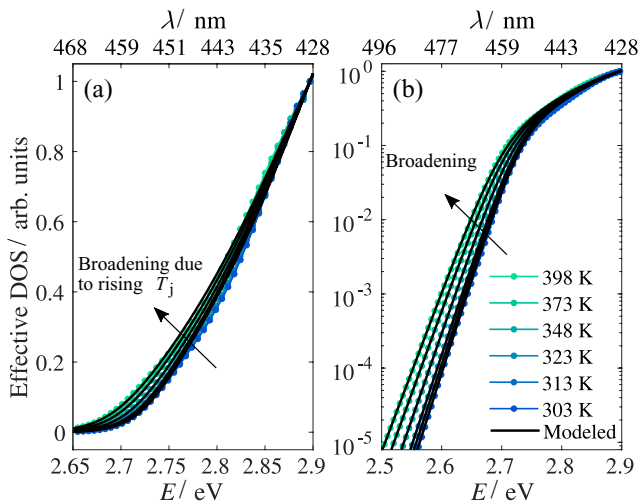 λ/ nm
468 459 451 443 435 428
(a)
Effective DOS/ arb. units
1
0.8
0.6
0.4
0.2
0
Broadening due
to rising Tj
2.65 2.7 2.75 2.8 2.85 2.9
E/ eV
λ/ nm
496 477 459 443 428
(b)
10^0
10^-1
10^-2
10^-3
10^-4
10^-5
Broadening
398 K
373 K
348 K
323 K
313 K
303 K
Modeled
2.5 2.6 2.7 2.8 2.9
E/ eV